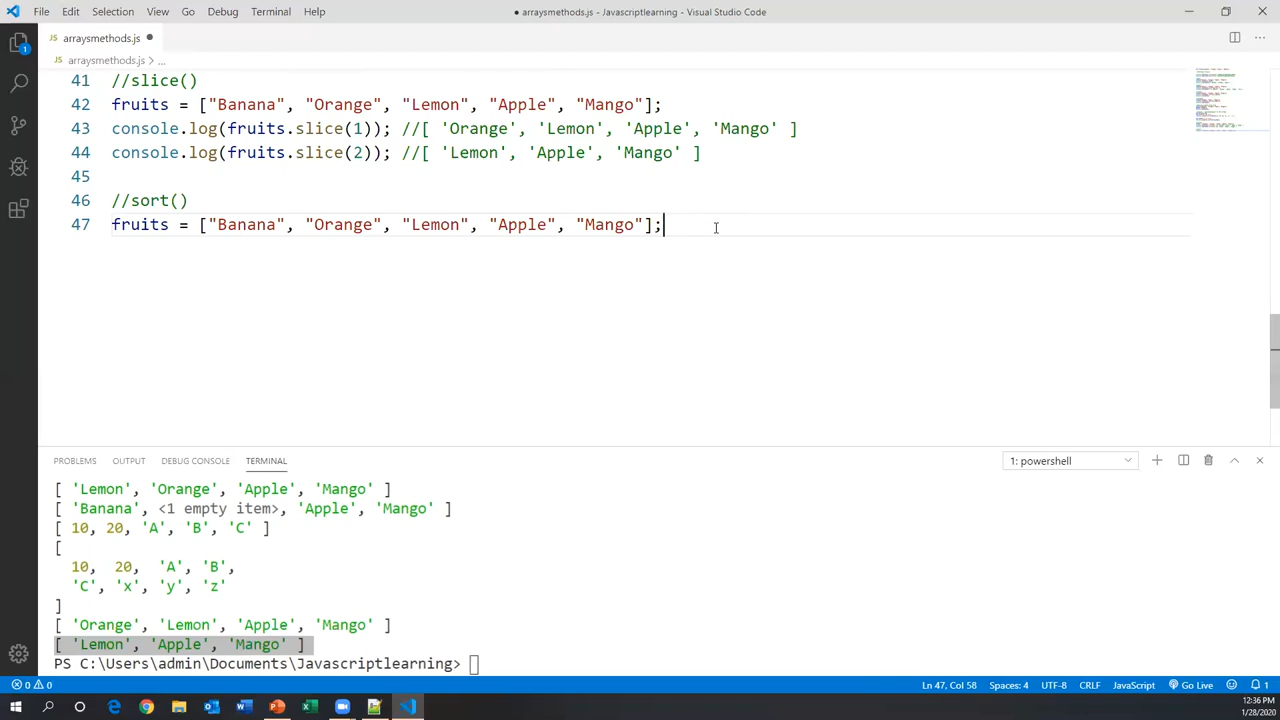 File Edit Selection View Go Debug Terminal Help
● arraysmethods.js - Javascriptlearning - Visual Studio Code
JS arraysmethods.js ●
JS arraysmethods.js > ...
41 //slice()
42 fruits = ["Banana", "Orange", "Lemon", "Apple", "Mango"];
43 console.log(fruits.slice(1)); //[ 'Orange', 'Lemon', 'Apple', 'Mango' ]
44 console.log(fruits.slice(2)); //[ 'Lemon', 'Apple', 'Mango' ]
45
46 //sort()
47 fruits = ["Banana", "Orange", "Lemon", "Apple", "Mango"];
PROBLEMS OUTPUT DEBUG CONSOLE TERMINAL 1: powershell
[ 'Lemon', 'Orange', 'Apple', 'Mango' ]
[ 'Banana', <1 empty item>, 'Apple', 'Mango' ]
[ 10, 20, 'A', 'B', 'C' ]
[
10, 20, 'A', 'B',
'C', 'x', 'y', 'z'
]
[ 'Orange', 'Lemon', 'Apple', 'Mango' ]
[ 'Lemon', 'Apple', 'Mango' ]
PS C:\Users\admin\Documents\Javascriptlearning>
0 0 Ln 47, Col 58 Spaces: 4 UTF-8 CRLF JavaScript Go Live 1
12:36 PM
1/28/2020